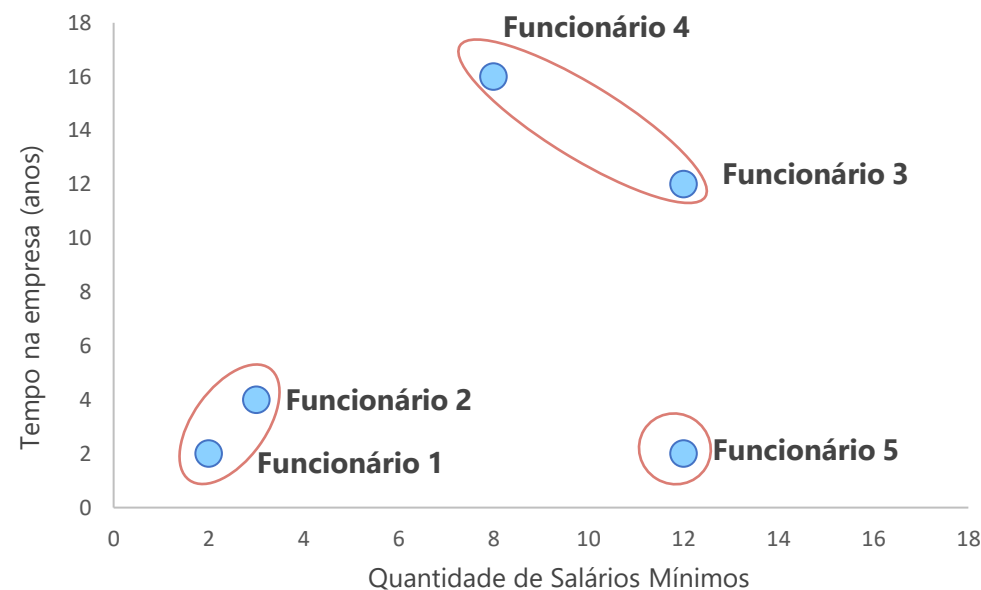 Funcionário 4
Funcionário 3
Funcionário 2
Funcionário 1
Funcionário 5
Tempo na empresa (anos)
18
16
14
12
10
8
6
4
2
0
0 2 4 6 8 10 12 14 16 18
Quantidade de Salários Mínimos